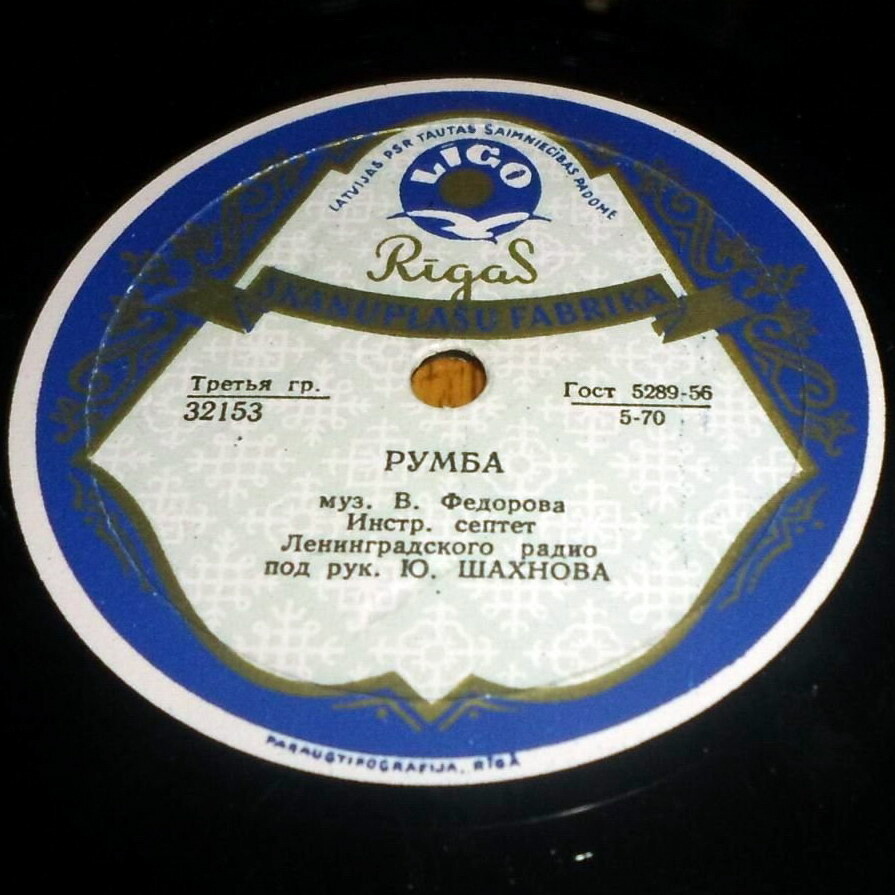 LATVIJAS PSR TAUTAS SAIMNIECĪBAS PADOME
LĪGO
Rīgas
SKAŅUPLAŠU FABRIKA
Третья гр.
32153
Гост 5289-56
5-70
РУМБА
муз. В. Федорова
Инстр. септет
Ленинградского радио
под рук. Ю. ШАХНОВА
PARAUGTIPOGRAFIJA, RĪGĀ